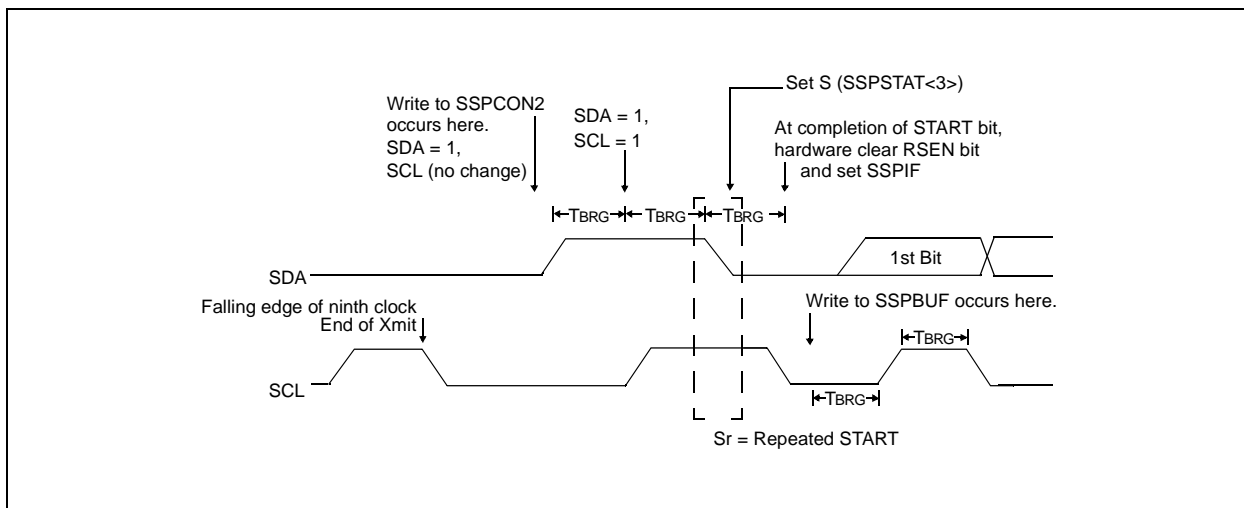 Set S (SSPSTAT<3>)
Write to SSPCON2
occurs here.
SDA = 1,
SCL (no change)
SDA = 1,
SCL = 1
At completion of START bit,
hardware clear RSEN bit
and set SSPIF
TBRG
TBRG
TBRG
SDA
1st Bit
Falling edge of ninth clock
End of Xmit
Write to SSPBUF occurs here.
TBRG
SCL
TBRG
Sr = Repeated START